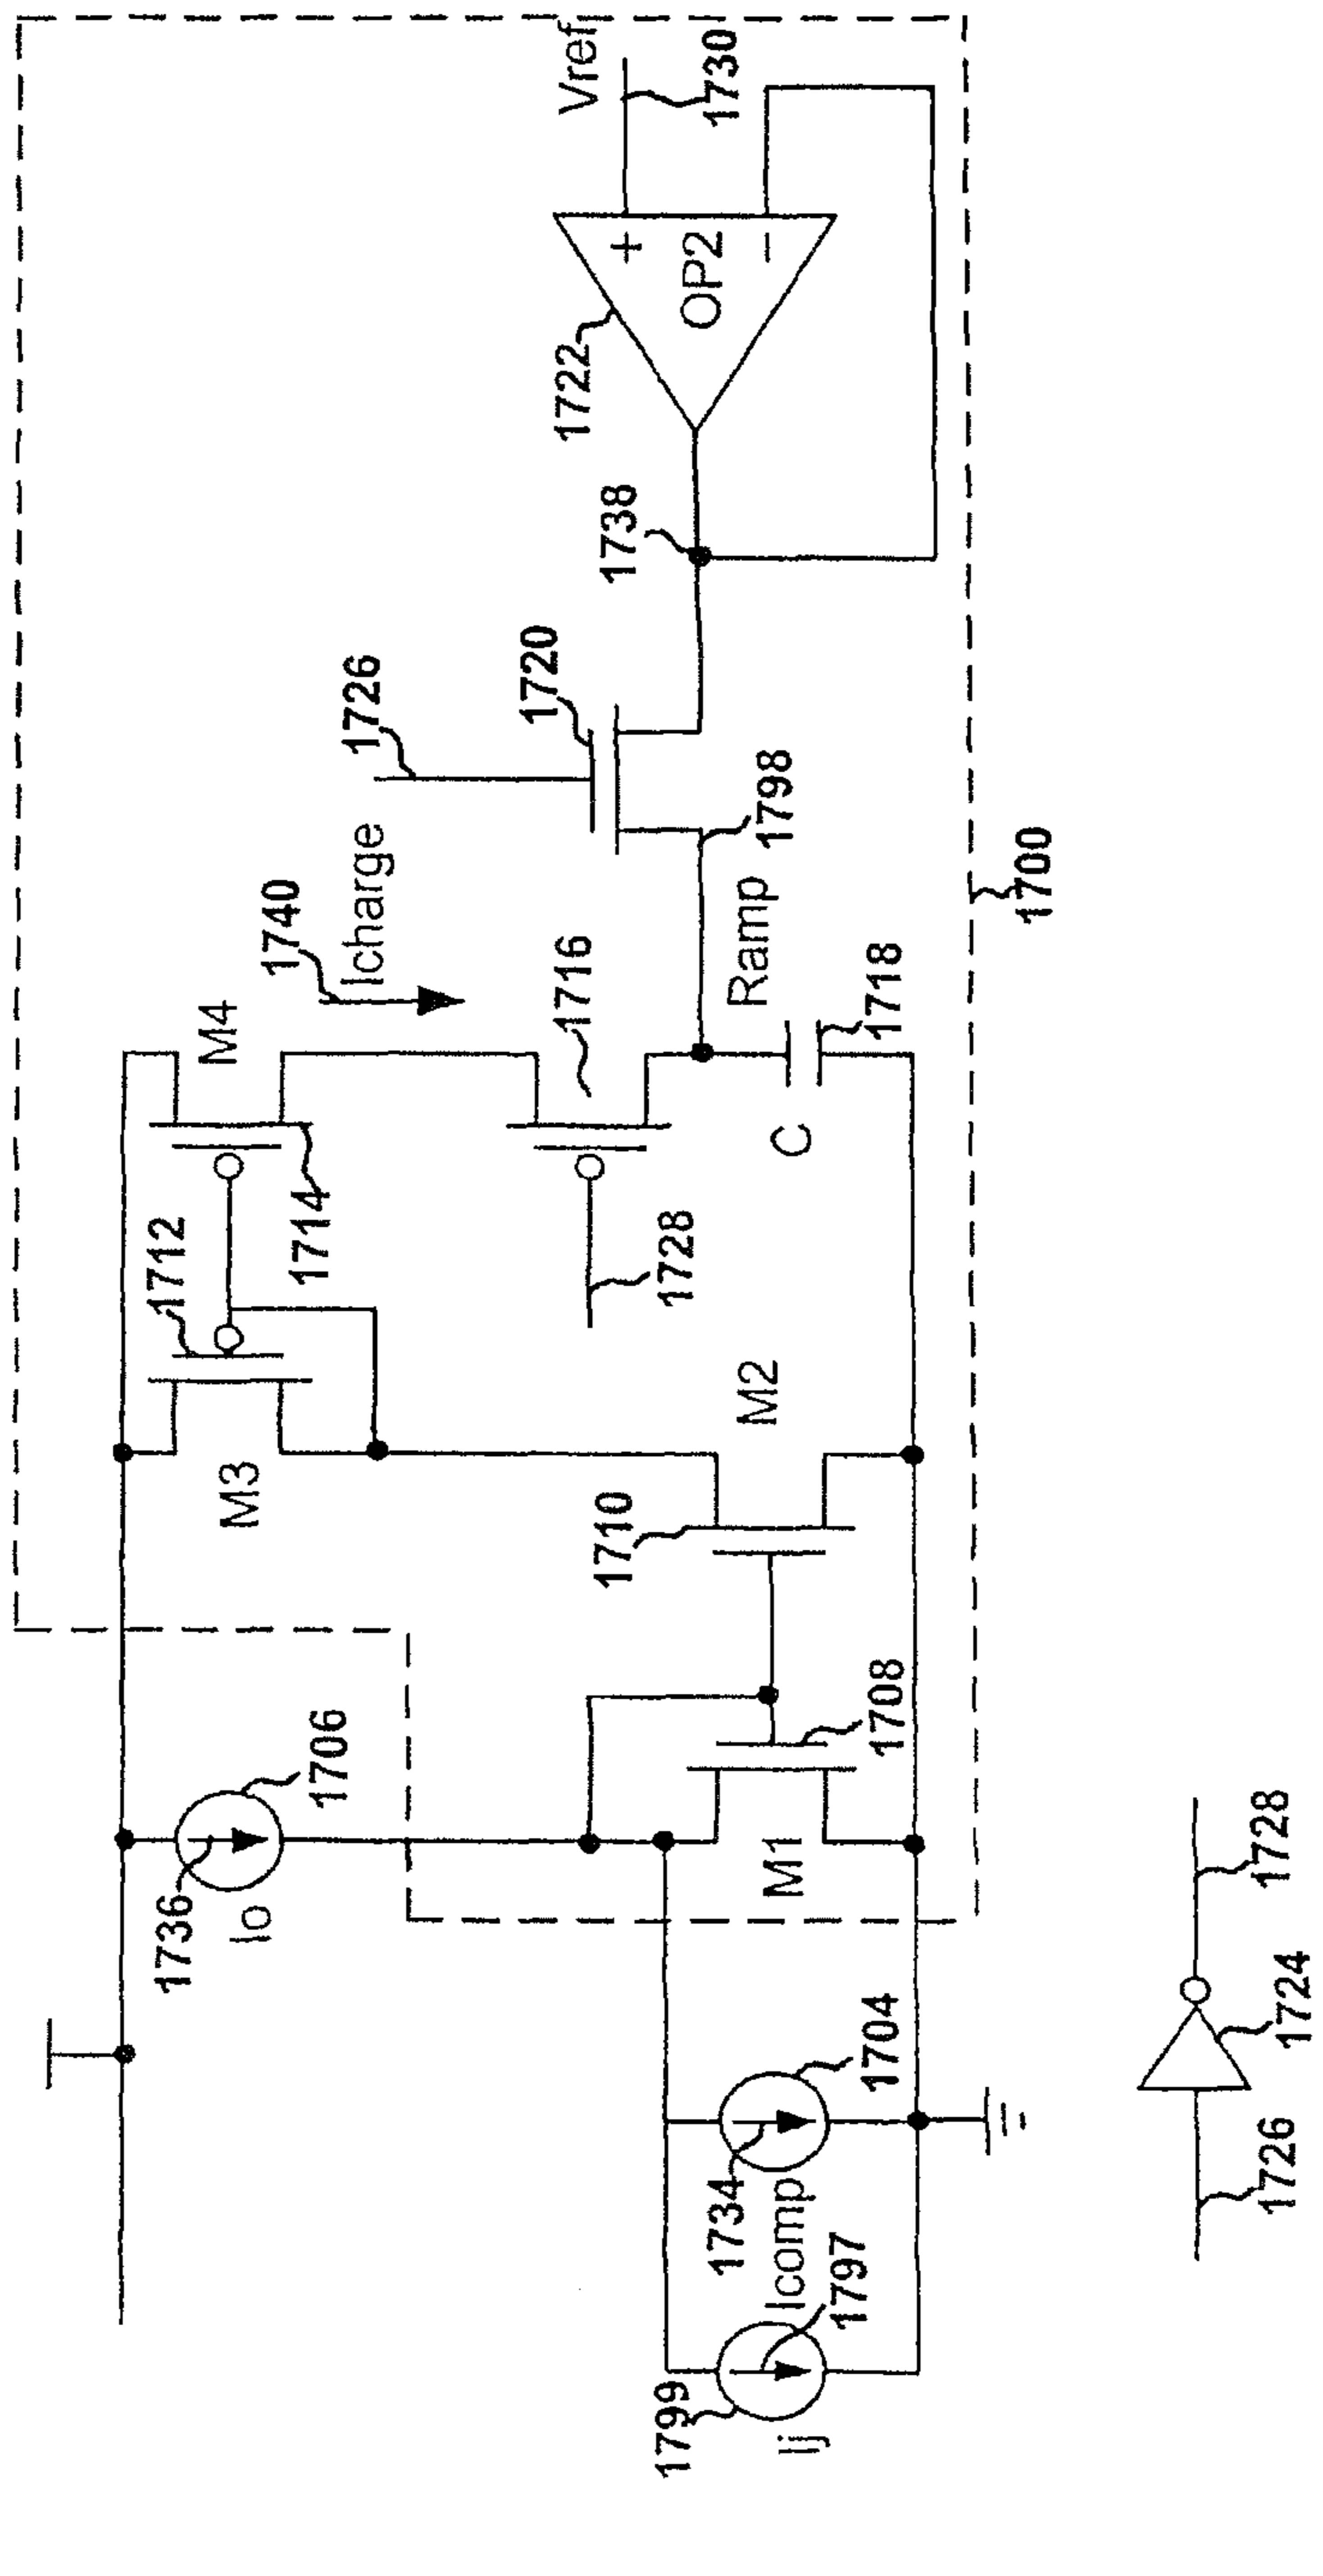 1736
Io
1706
M3
1712
1714
M4
1740
Icharge
1726
1720
1738
1722
Vref
1730
+
OP2
−
1798
Ramp
1716
1728
C
1718
1710
M2
1708
M1
1700
1799
Ij
1797
1734
Icomp
1704
1726
1724
1728